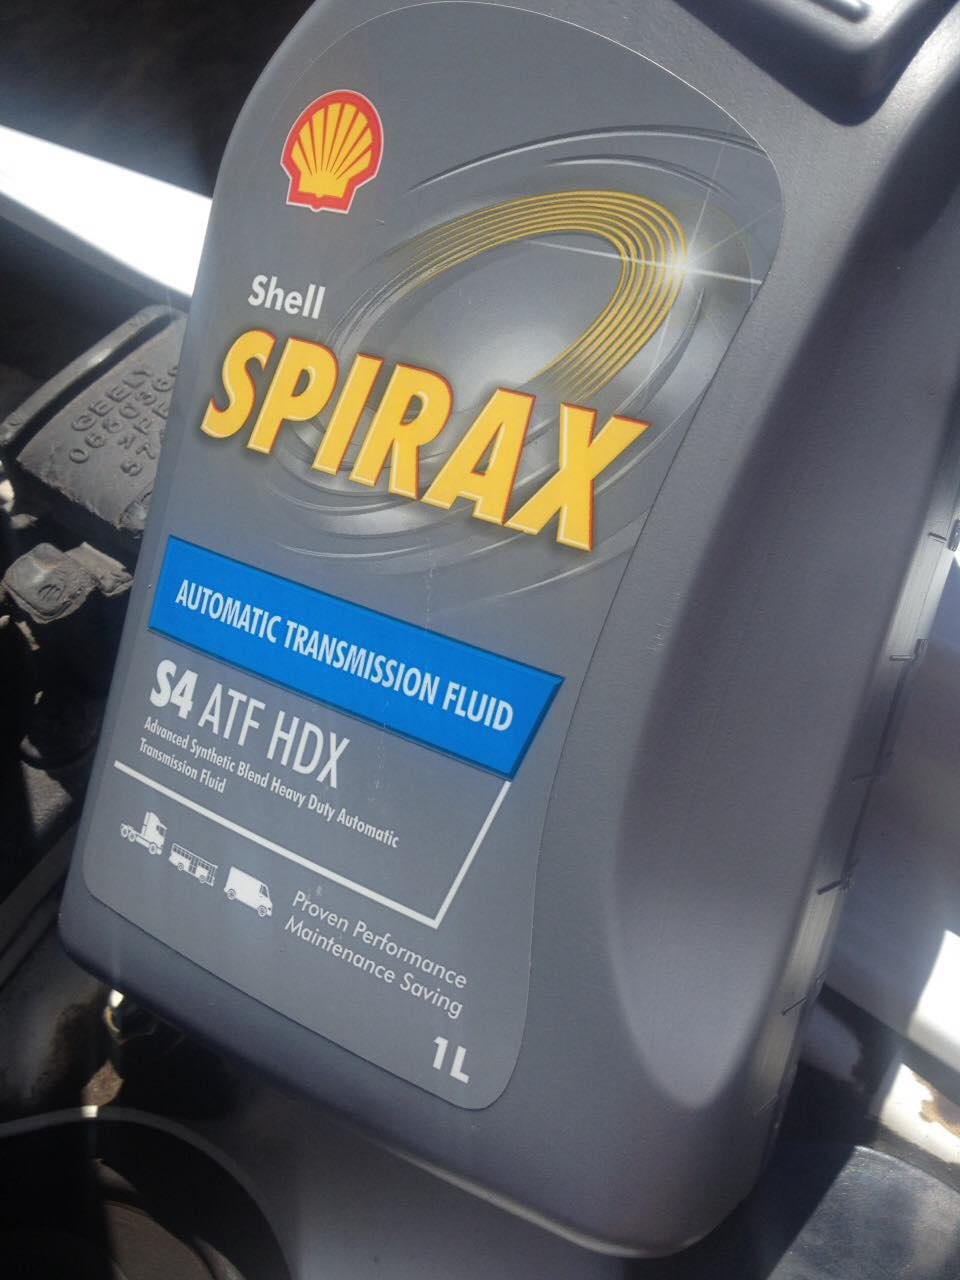 Shell
SPIRAX
AUTOMATIC TRANSMISSION FLUID
S4 ATF HDX
Advanced Synthetic Blend Heavy Duty Automatic
Transmission Fluid
Proven Performance
Maintenance Saving
1L